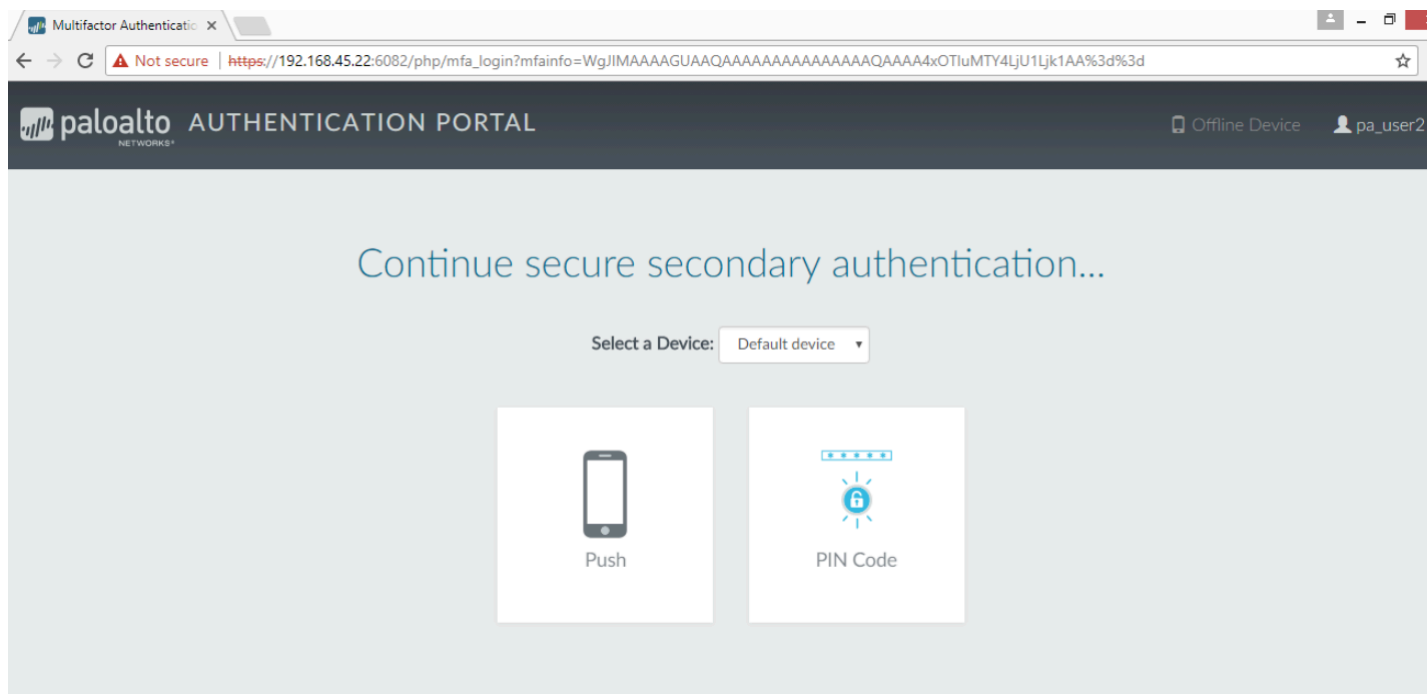 Multifactor Authenticatio
Not secure | https://192.168.45.22:6082/php/mfa_login?mfainfo=WgJIMAAAAGUAAQAAAAAAAAAAAAAAAQAAAA4xOTIuMTY4LjU1Ljk1AA%3d%3d
paloalto AUTHENTICATION PORTAL
NETWORKS
Offline Device
pa_user2
Continue secure secondary authentication...
Select a Device: Default device
Push
PIN Code